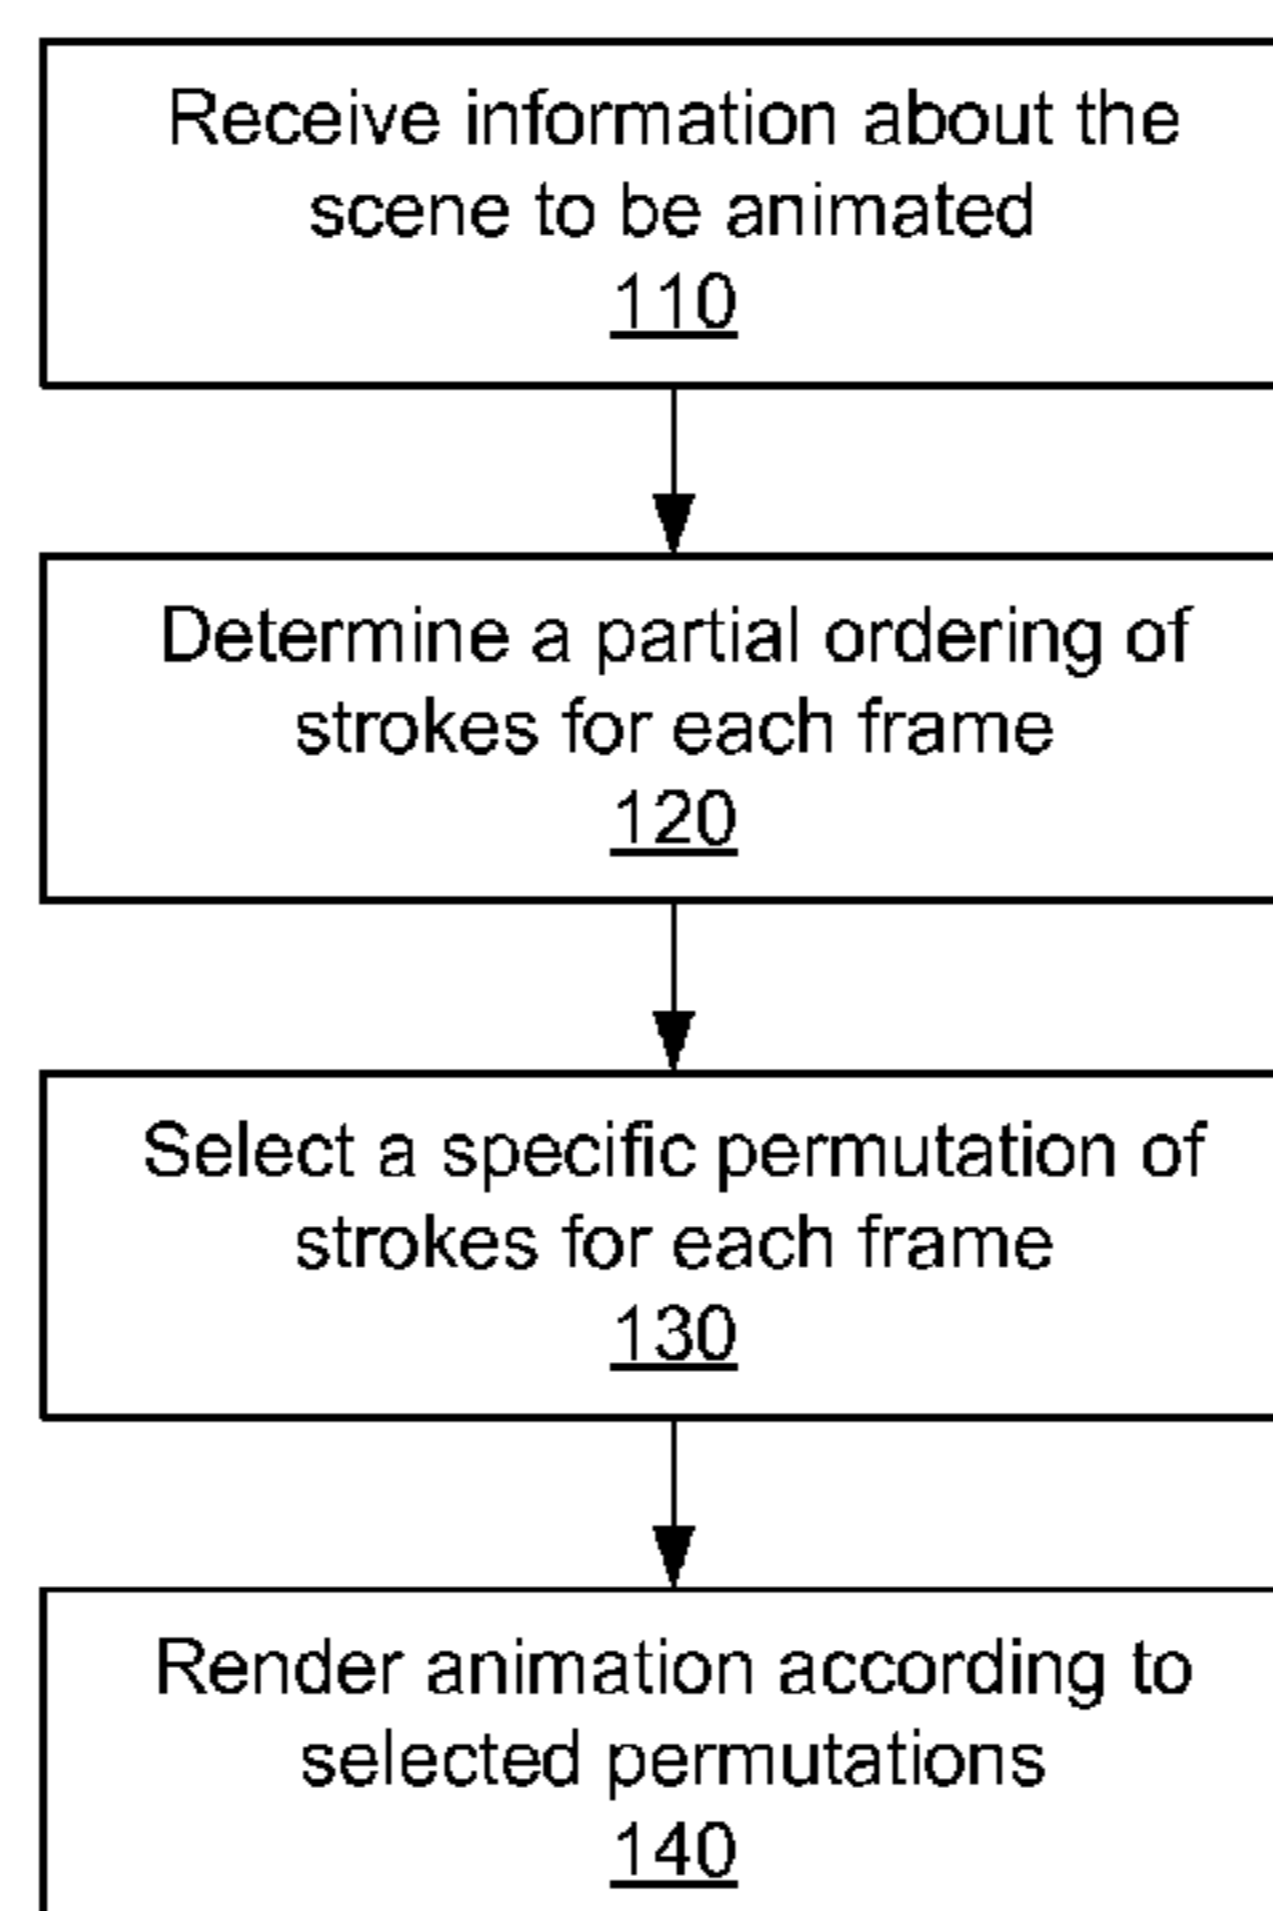 Receive information about the
scene to be animated
110
Determine a partial ordering of
strokes for each frame
120
Select a specific permutation of
strokes for each frame
130
Render animation according to
selected permutations
140